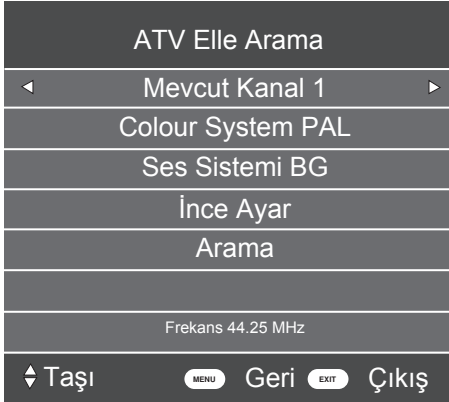 ATV Elle Arama
Mevcut Kanal 1
Colour System PAL
Ses Sistemi BG
İnce Ayar
Arama
Frekans 44.25 MHz
Taşı MENU Geri EXIT Çıkış